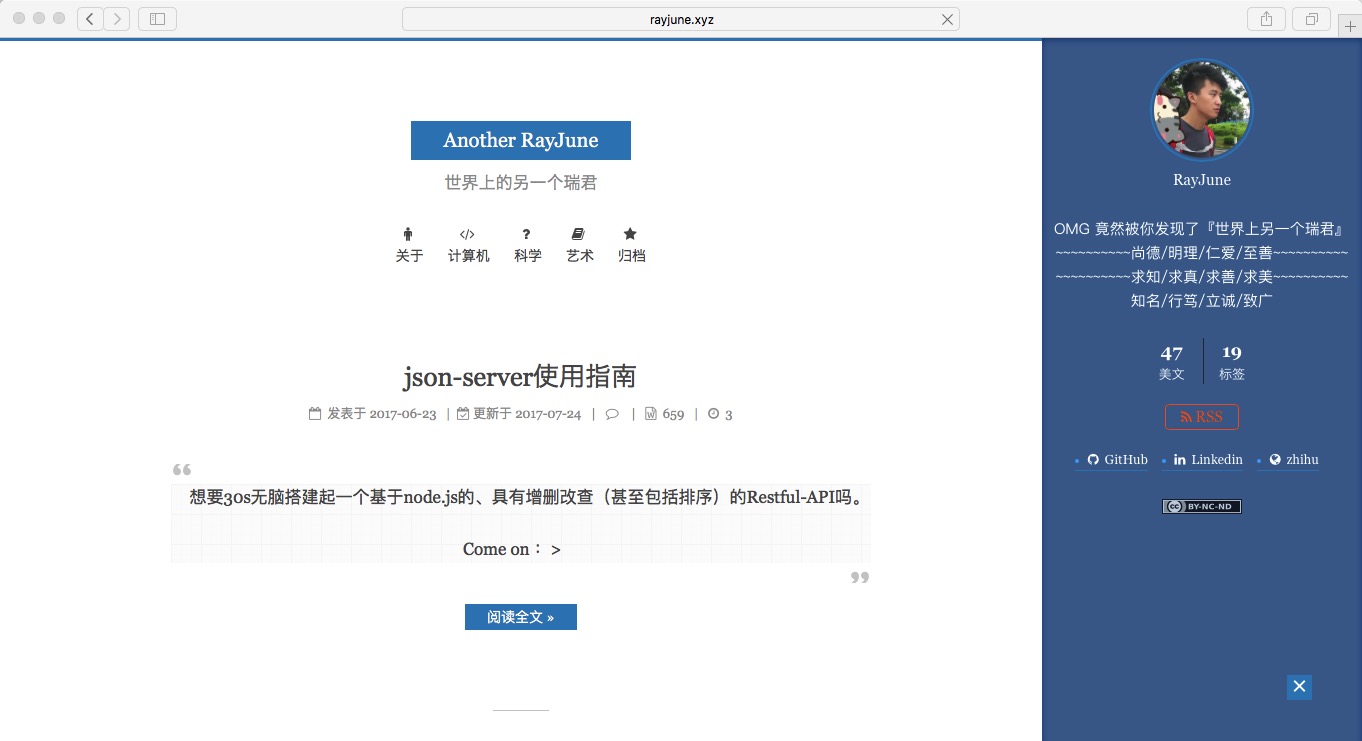 rayjune.xyz
Another RayJune
世界上的另一个瑞君
关于 计算机 科学 艺术 归档
json-server使用指南
发表于 2017-06-23 | 更新于 2017-07-24 | | 659 | 3
“
想要30s无脑搭建起一个基于node.js的、具有增删改查（甚至包括排序）的Restful-API吗。
Come on： >
”
阅读全文 »
RayJune
OMG 竟然被你发现了『世界上另一个瑞君』
~~~~~~~~~~尚德/明理/仁爱/至善~~~~~~~~~~
~~~~~~~~~~求知/求真/求善/求美~~~~~~~~~~
知名/行笃/立诚/致广
47 19
美文 标签
RSS
GitHub Linkedin zhihu
cc BY-NC-ND